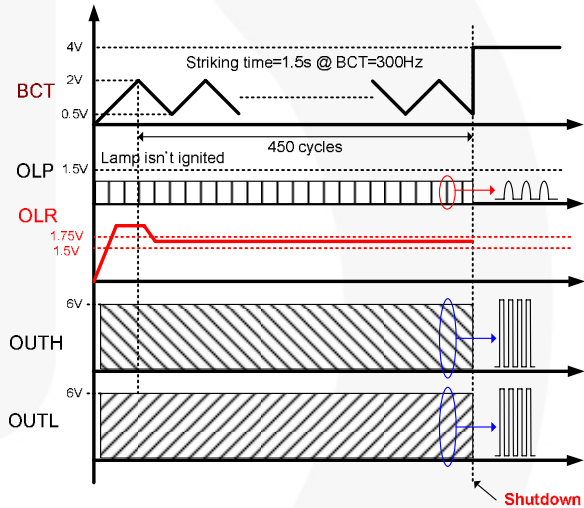 4V
Striking time=1.5s @ BCT=300Hz
2V
BCT
0.5V
450 cycles
Lamp isn't ignited
OLP
1.5V
OLR
1.75V
1.5V
6V
OUTH
6V
OUTL
Shutdown